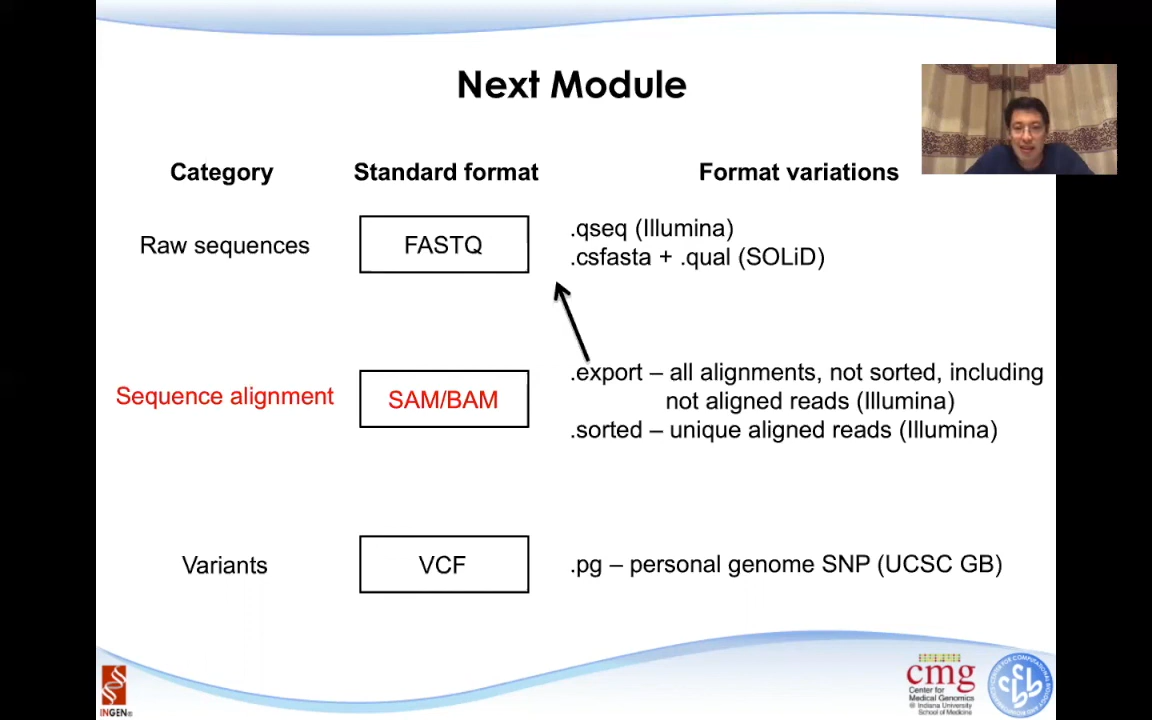 Next Module
Category Standard format Format variations
Raw sequences FASTQ .qseq (Illumina)
.csfasta + .qual (SOLiD)
Sequence alignment SAM/BAM .export – all alignments, not sorted, including
not aligned reads (Illumina)
.sorted – unique aligned reads (Illumina)
Variants VCF .pg – personal genome SNP (UCSC GB)
INGEN
cmg
Center for
Medical Genomics
@ Indiana University
School of Medicine